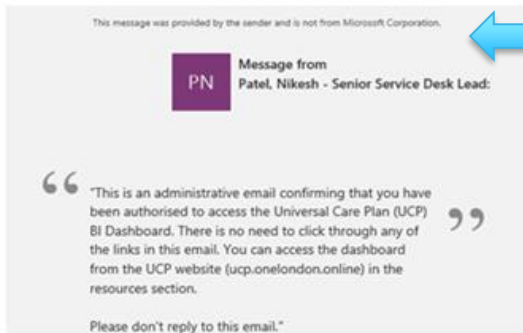 This message was provided by the sender and is not from Microsoft Corporation.
PN
Message from
Patel, Nikesh - Senior Service Desk Lead:
“
"This is an administrative email confirming that you have
been authorised to access the Universal Care Plan (UCP)
BI Dashboard. There is no need to click through any of
the links in this email. You can access the dashboard
from the UCP website (ucp.onelondon.online) in the
resources section.
”
Please don't reply to this email."